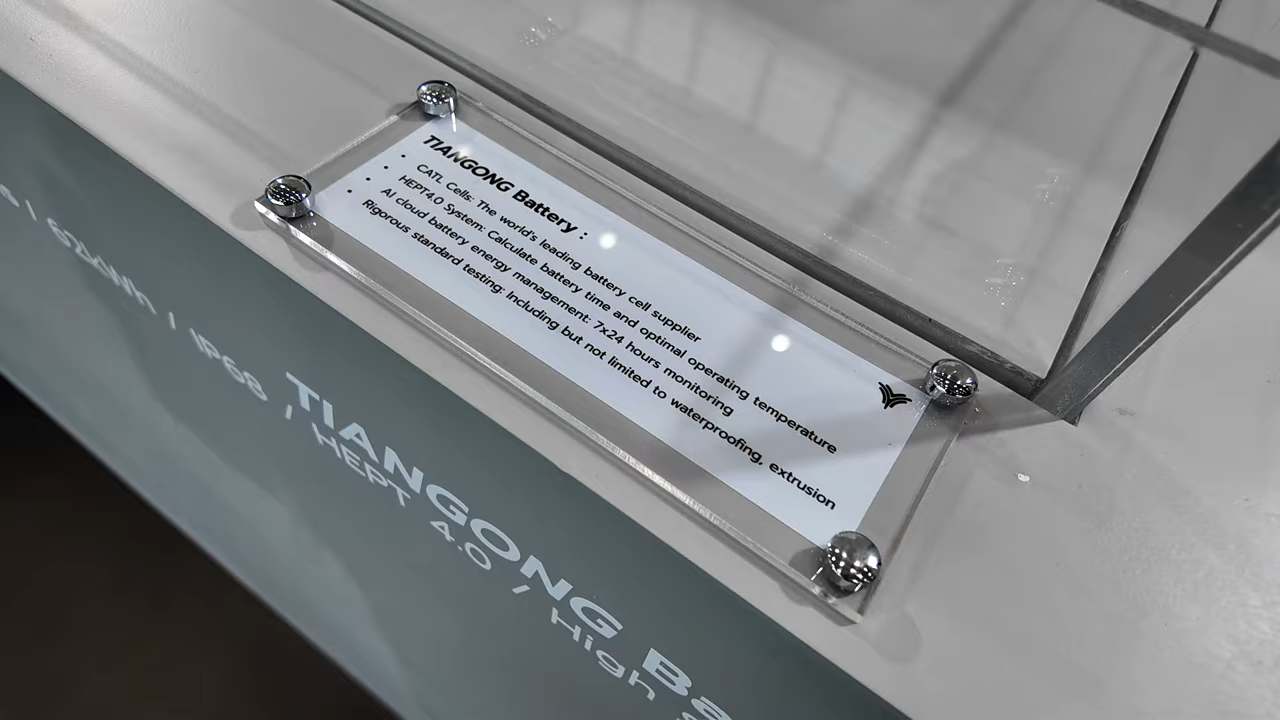 TIANGONG Battery :
• CATL Cells: The world's leading battery cell supplier
• HEPT4.0 System: Calculate battery time and optimal operating temperature
• AI cloud battery energy management: 7x24 hours monitoring
• Rigorous standard testing: Including but not limited to waterproofing, extrusion
TIANGONG
| IP68 / HEPT 4.0 / High